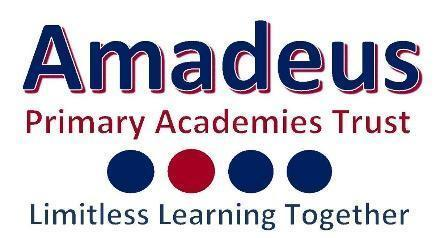 Amadeus
Primary Academies Trust
Limitless Learning Together